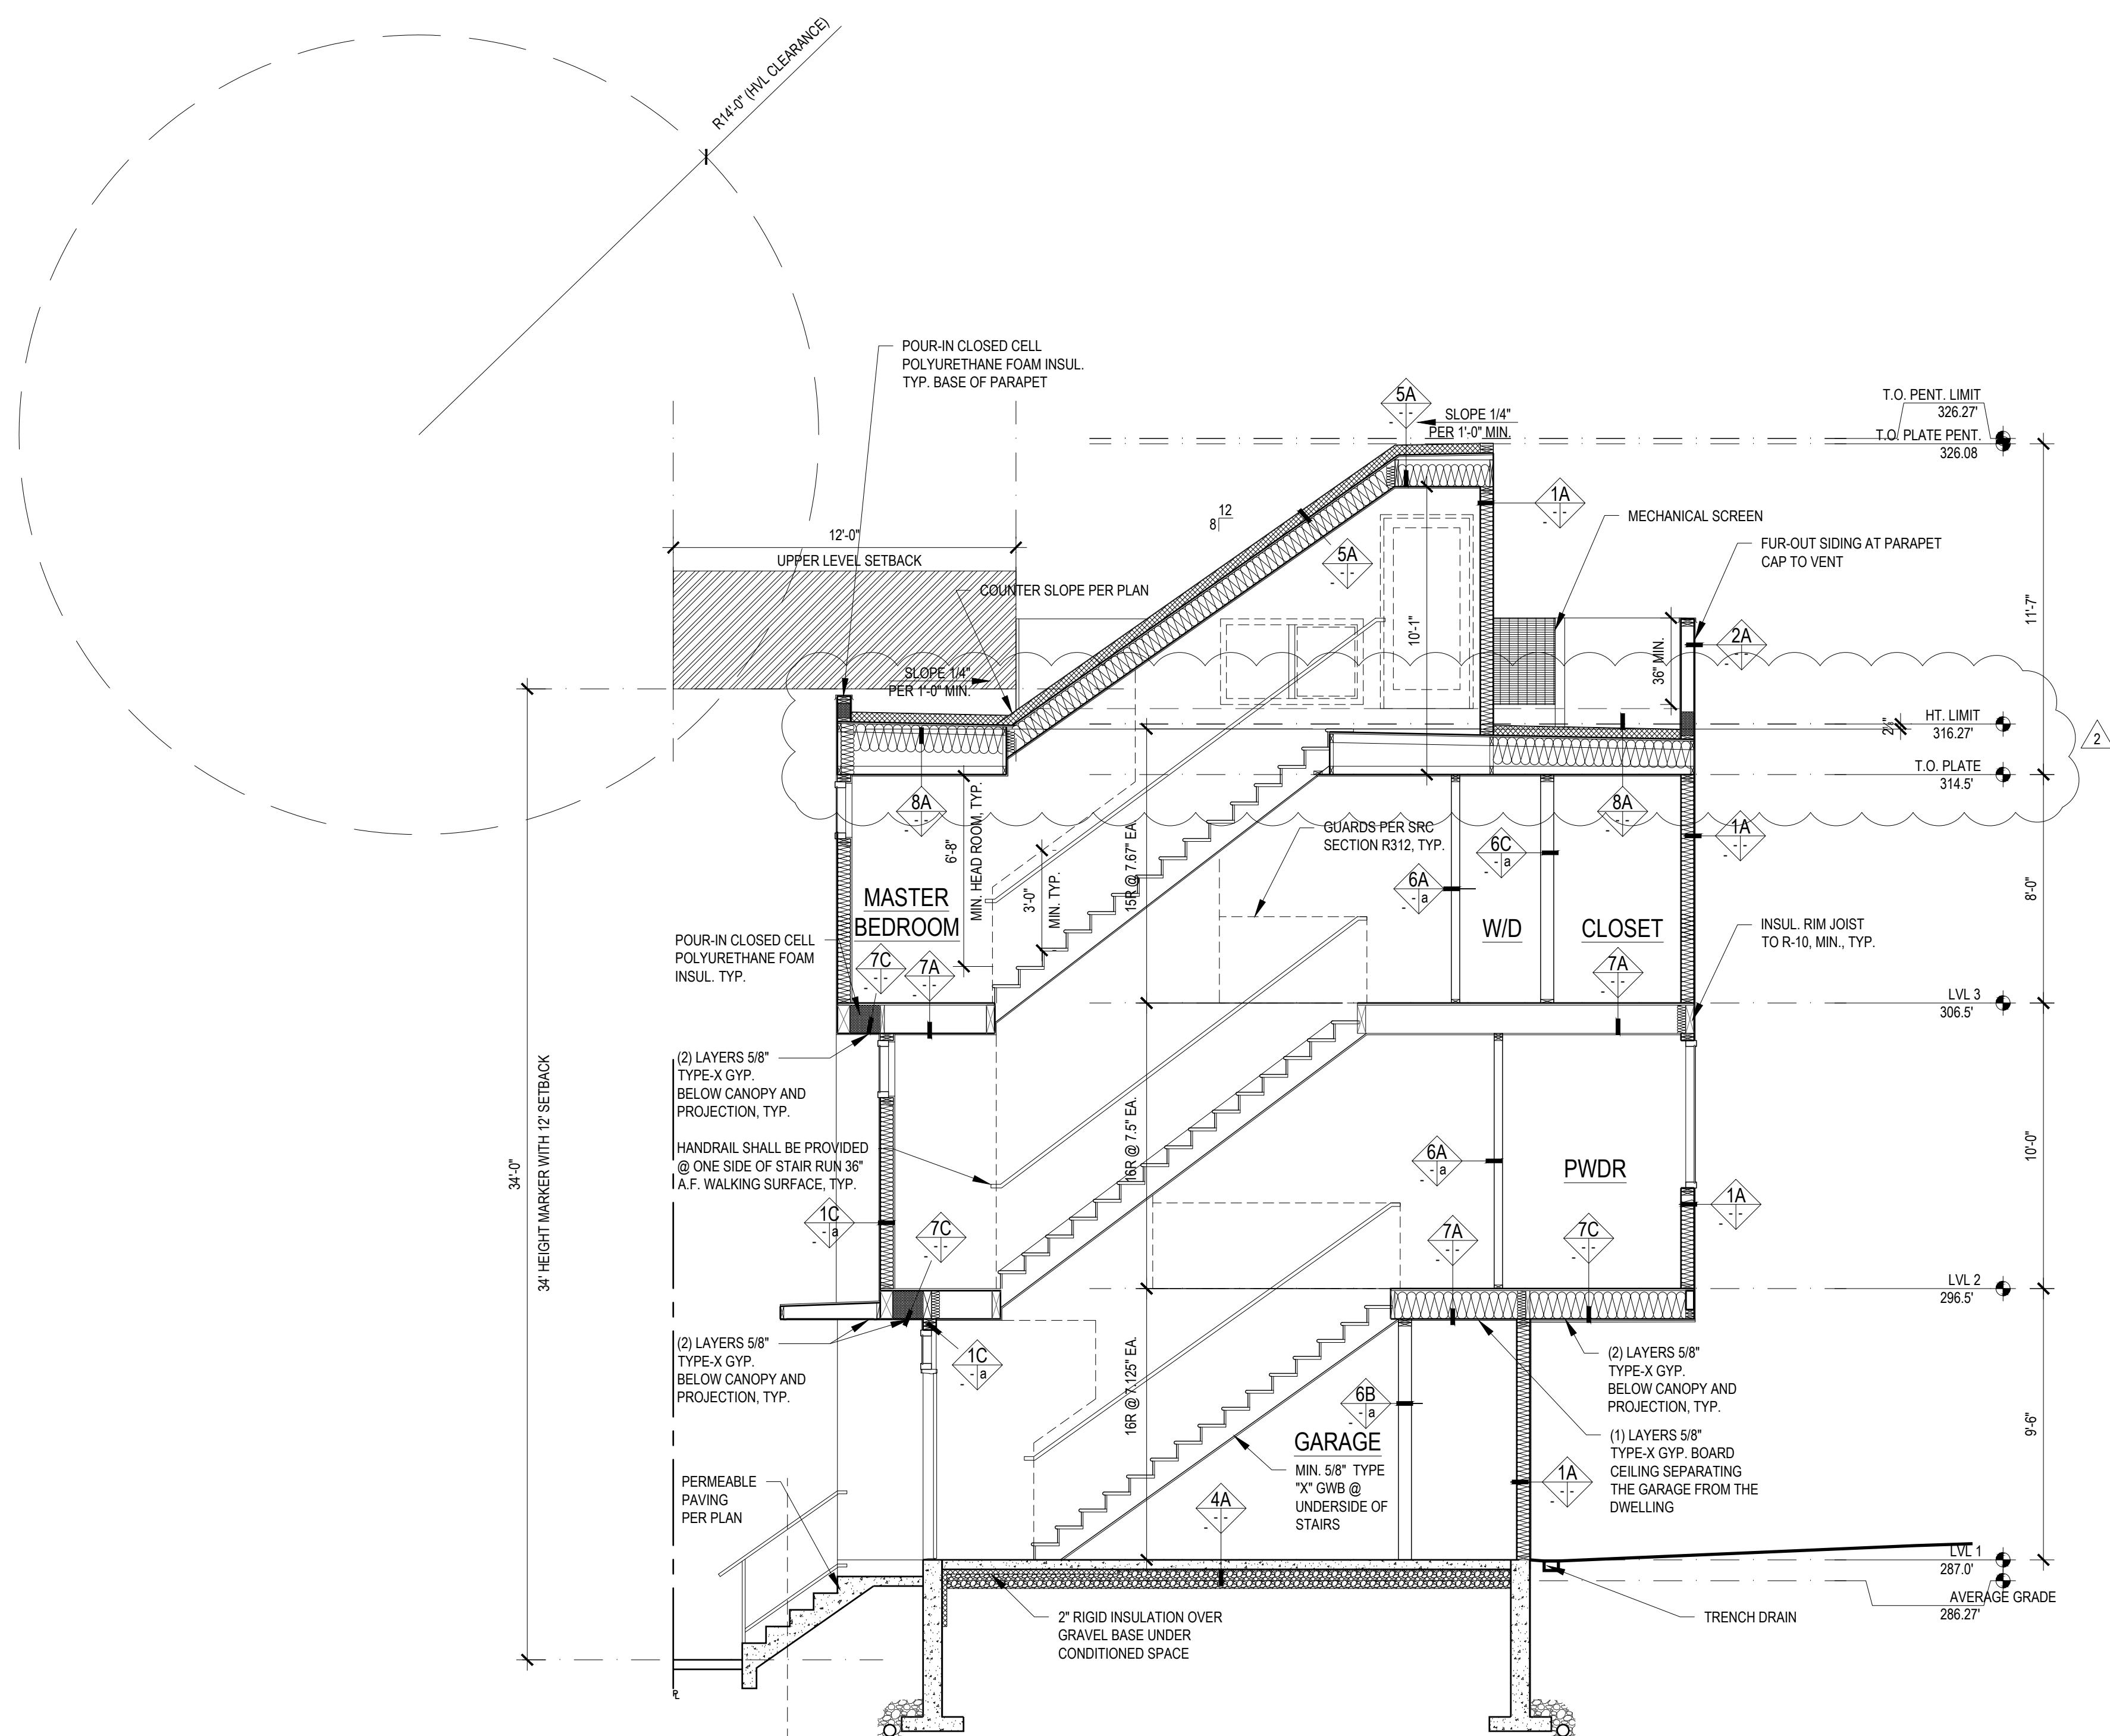 R14'-0" (HVL CLEARANCE)
POUR-IN CLOSED CELL
POLYURETHANE FOAM INSUL.
TYP. BASE OF PARAPET
5A
SLOPE 1/4"
PER 1'-0" MIN.
T.O. PENT. LIMIT
326.27'
T.O. PLATE PENT.
326.08
1A
12
8
MECHANICAL SCREEN
FUR-OUT SIDING AT PARAPET
CAP TO VENT
12'-0"
UPPER LEVEL SETBACK
5A
COUNTER SLOPE PER PLAN
11'-7"
10'-1"
2A
36" MIN.
SLOPE 1/4"
PER 1'-0" MIN.
HT. LIMIT
316.27'
2
T.O. PLATE
314.5'
8A
8A
1A
6'-8"
MIN. HEAD ROOM, TYP.
3'-0"
MIN. TYP.
15R @ 7.67" EA.
GUARDS PER SRC
SECTION R312, TYP.
6C
a
6A
a
8'-0"
MASTER
BEDROOM
W/D
CLOSET
INSUL. RIM JOIST
TO R-10, MIN., TYP.
POUR-IN CLOSED CELL
POLYURETHANE FOAM
INSUL. TYP.
7C
7A
7A
LVL 3
306.5'
(2) LAYERS 5/8"
TYPE-X GYP.
BELOW CANOPY AND
PROJECTION, TYP.
34'-0"
34' HEIGHT MARKER WITH 12' SETBACK
HANDRAIL SHALL BE PROVIDED
@ ONE SIDE OF STAIR RUN 36"
A.F. WALKING SURFACE, TYP.
16R @ 7.5" EA.
6A
a
PWDR
10'-0"
1A
1C
a
7C
7A
7C
LVL 2
296.5'
(2) LAYERS 5/8"
TYPE-X GYP.
BELOW CANOPY AND
PROJECTION, TYP.
1C
a
16R @ 7.125" EA.
6B
a
(2) LAYERS 5/8"
TYPE-X GYP.
BELOW CANOPY AND
PROJECTION, TYP.
9'-6"
GARAGE
MIN. 5/8" TYPE
"X" GWB @
UNDERSIDE OF
STAIRS
(1) LAYERS 5/8"
TYPE-X GYP. BOARD
CEILING SEPARATING
THE GARAGE FROM THE
DWELLING
1A
4A
PERMEABLE
PAVING
PER PLAN
LVL 1
287.0'
AVERAGE GRADE
286.27'
2" RIGID INSULATION OVER
GRAVEL BASE UNDER
CONDITIONED SPACE
TRENCH DRAIN